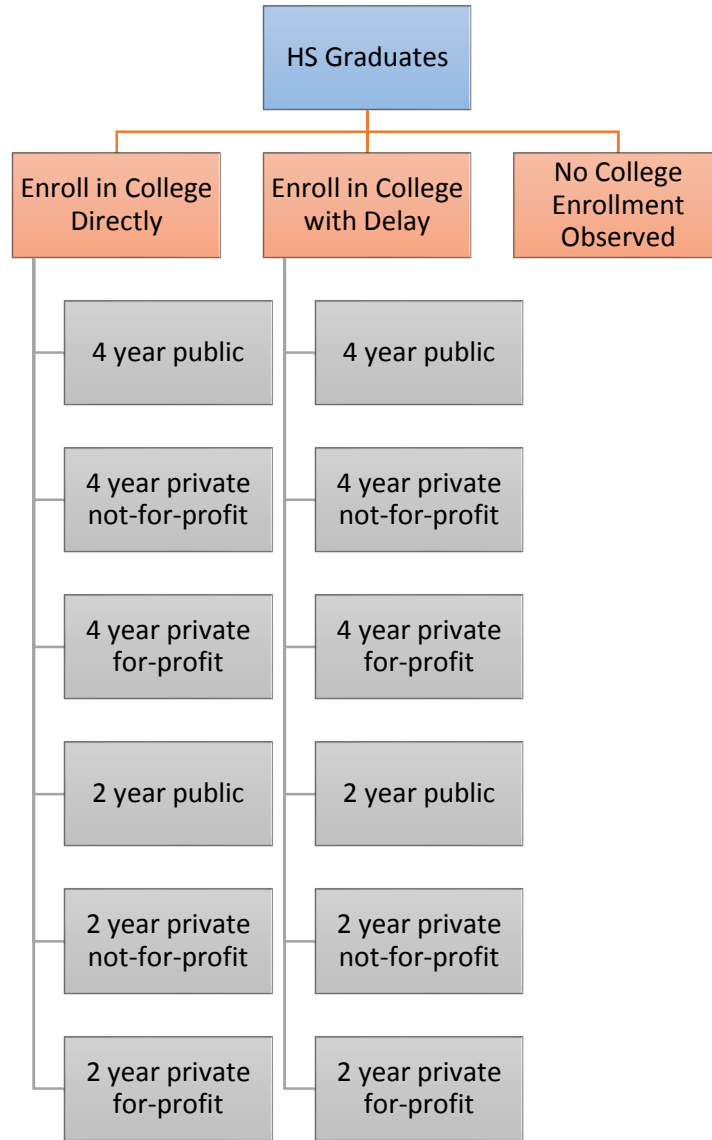 HS Graduates
Enroll in College
Directly
Enroll in College
with Delay
No College
Enrollment
Observed
4 year public
4 year private
not-for-profit
4 year private
for-profit
2 year public
2 year private
not-for-profit
2 year private
for-profit
4 year public
4 year private
not-for-profit
4 year private
for-profit
2 year public
2 year private
not-for-profit
2 year private
for-profit